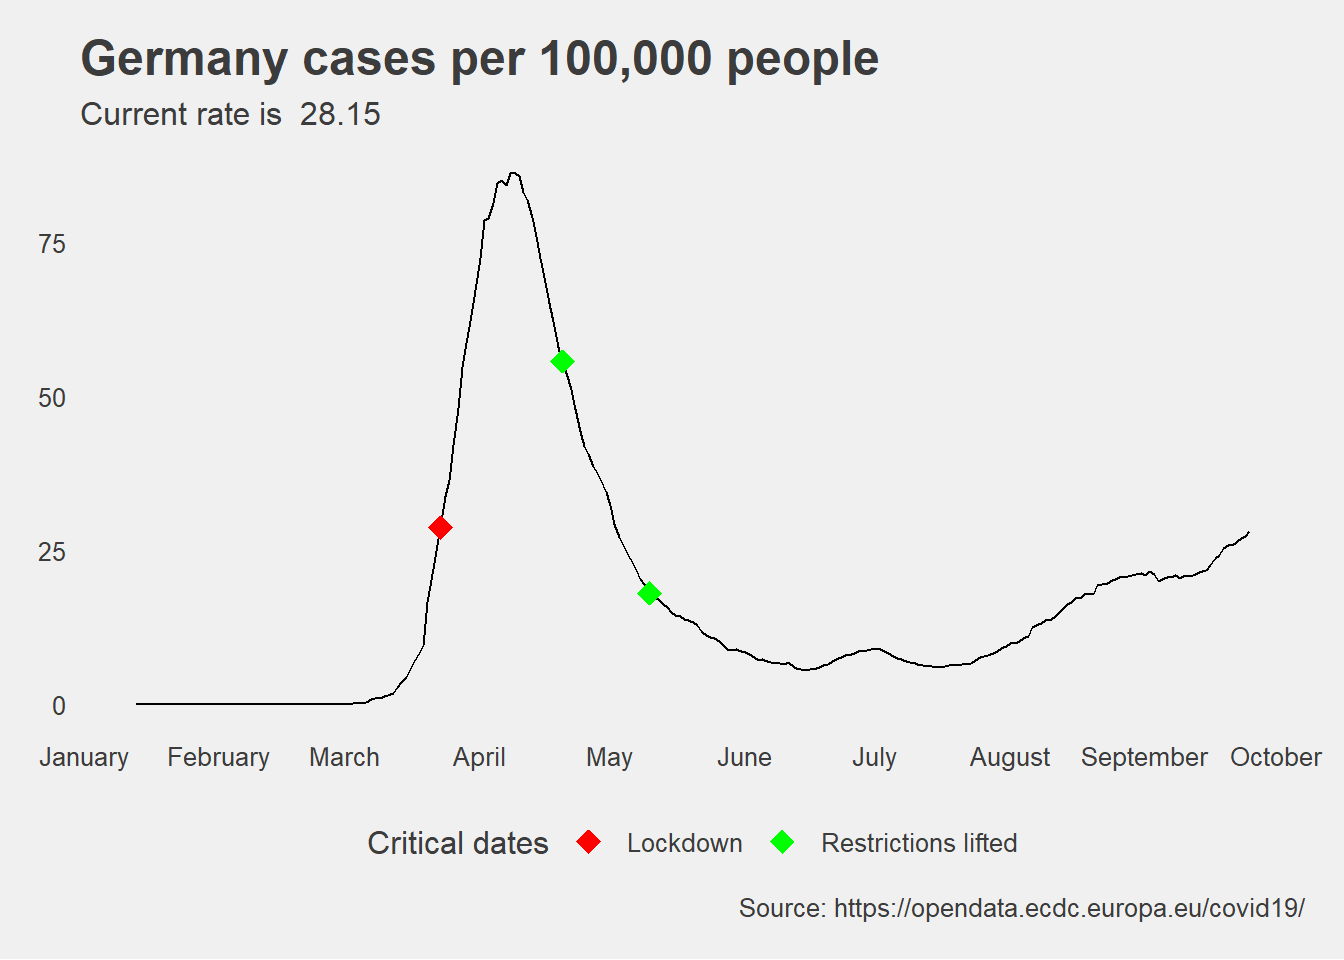 Germany cases per 100,000 people
Current rate is  28.15
75
50
25
0
January February March April May June July August September October
Critical dates Lockdown Restrictions lifted
Source: https://opendata.ecdc.europa.eu/covid19/